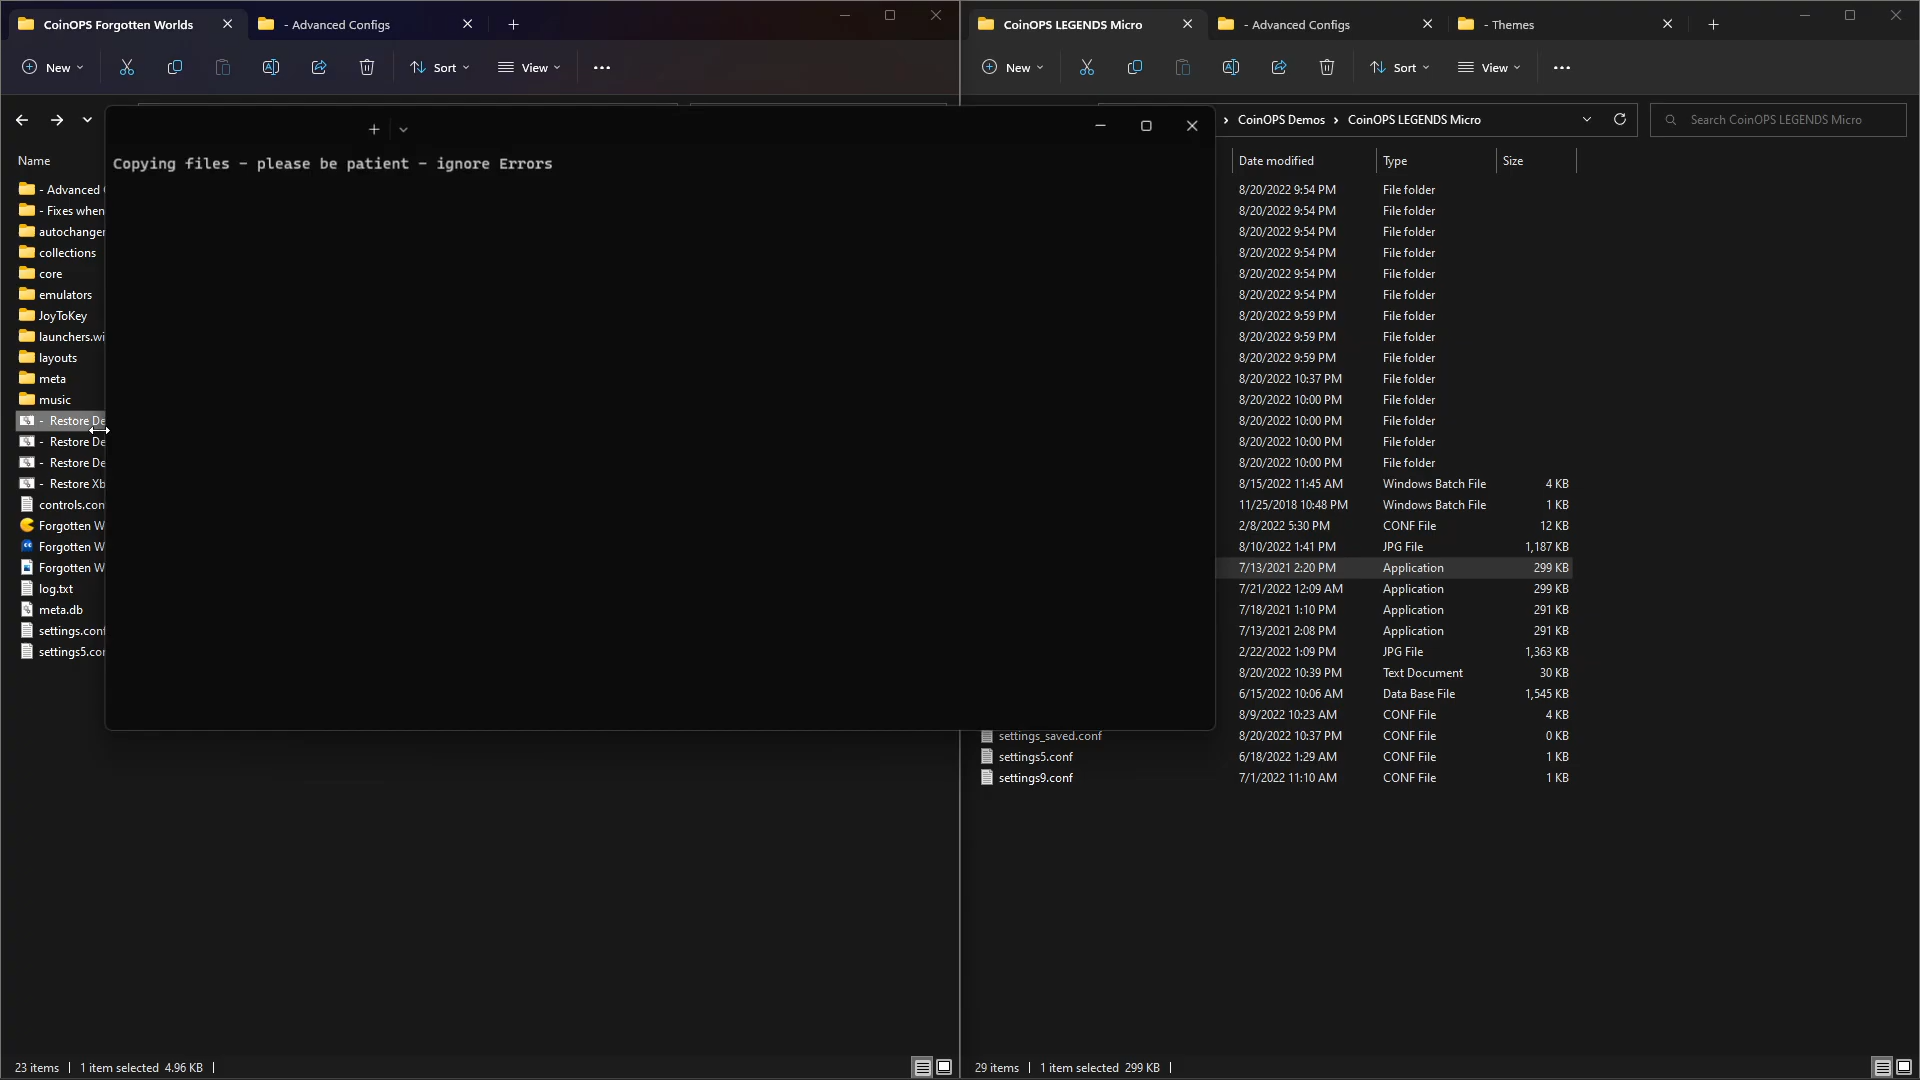 CoinOPS Forgotten Worlds
- Advanced Configs
CoinOPS LEGENDS Micro
- Advanced Configs
- Themes
New
Sort
View
New
Sort
View
CoinOPS Demos
CoinOPS LEGENDS Micro
Search CoinOPS LEGENDS Micro
Copying files - please be patient - ignore Errors
Name
Date modified
Type
Size
- Advanced
8/20/2022 9:54 PM File folder
- Fixes when
8/20/2022 9:54 PM File folder
autochanger
8/20/2022 9:54 PM File folder
collections
8/20/2022 9:54 PM File folder
core
8/20/2022 9:54 PM File folder
emulators
8/20/2022 9:54 PM File folder
JoyToKey
8/20/2022 9:59 PM File folder
launchers.wi
8/20/2022 9:59 PM File folder
layouts
8/20/2022 9:59 PM File folder
meta
8/20/2022 10:37 PM File folder
music
8/20/2022 10:00 PM File folder
- Restore De
8/20/2022 10:00 PM File folder
- Restore De
8/20/2022 10:00 PM File folder
- Restore De
8/20/2022 10:00 PM File folder
- Restore Xb
8/15/2022 11:45 AM Windows Batch File 4 KB
controls.con
11/25/2018 10:48 PM Windows Batch File 1 KB
Forgotten W
2/8/2022 5:30 PM CONF File 12 KB
Forgotten W
8/10/2022 1:41 PM JPG File 1,187 KB
Forgotten W
7/13/2021 2:20 PM Application 299 KB
log.txt
7/21/2022 12:09 AM Application 299 KB
meta.db
7/18/2021 1:10 PM Application 291 KB
settings.conf
7/13/2021 2:08 PM Application 291 KB
settings5.con
2/22/2022 1:09 PM JPG File 1,363 KB
8/20/2022 10:39 PM Text Document 30 KB
6/15/2022 10:06 AM Data Base File 1,545 KB
8/9/2022 10:23 AM CONF File 4 KB
settings_saved.conf 8/20/2022 10:37 PM CONF File 0 KB
settings5.conf 6/18/2022 1:29 AM CONF File 1 KB
settings9.conf 7/1/2022 11:10 AM CONF File 1 KB
23 items 1 item selected 4.96 KB
29 items 1 item selected 299 KB